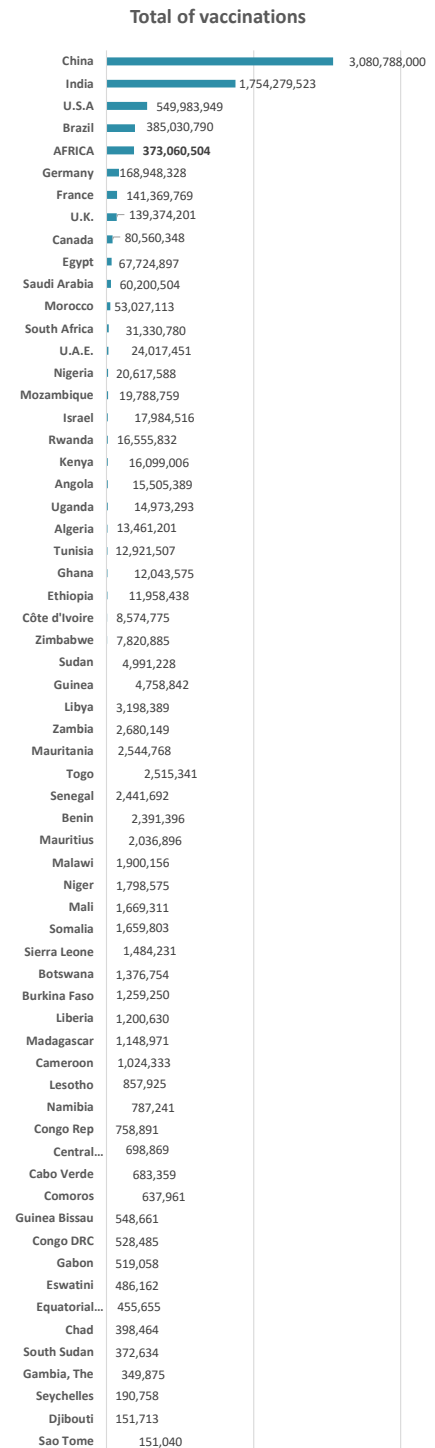 Total of vaccinations
China 3,080,788,000
India 1,754,279,523
U.S.A 549,983,949
Brazil 385,030,790
AFRICA 373,060,504
Germany 168,948,328
France 141,369,769
U.K. 139,374,201
Canada 80,560,348
Egypt 67,724,897
Saudi Arabia 60,200,504
Morocco 53,027,113
South Africa 31,330,780
U.A.E. 24,017,451
Nigeria 20,617,588
Mozambique 19,788,759
Israel 17,984,516
Rwanda 16,555,832
Kenya 16,099,006
Angola 15,505,389
Uganda 14,973,293
Algeria 13,461,201
Tunisia 12,921,507
Ghana 12,043,575
Ethiopia 11,958,438
Côte d'Ivoire 8,574,775
Zimbabwe 7,820,885
Sudan 4,991,228
Guinea 4,758,842
Libya 3,198,389
Zambia 2,680,149
Mauritania 2,544,768
Togo 2,515,341
Senegal 2,441,692
Benin 2,391,396
Mauritius 2,036,896
Malawi 1,900,156
Niger 1,798,575
Mali 1,669,311
Somalia 1,659,803
Sierra Leone 1,484,231
Botswana 1,376,754
Burkina Faso 1,259,250
Liberia 1,200,630
Madagascar 1,148,971
Cameroon 1,024,333
Lesotho 857,925
Namibia 787,241
Congo Rep 758,891
Central... 698,869
Cabo Verde 683,359
Comoros 637,961
Guinea Bissau 548,661
Congo DRC 528,485
Gabon 519,058
Eswatini 486,162
Equatorial... 455,655
Chad 398,464
South Sudan 372,634
Gambia, The 349,875
Seychelles 190,758
Djibouti 151,713
Sao Tome 151,040